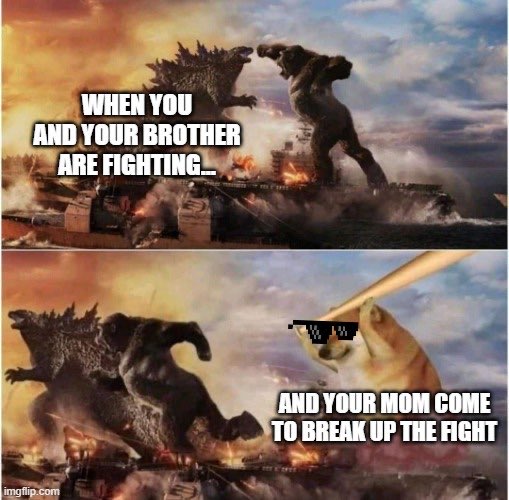 WHEN YOU
AND YOUR BROTHER
ARE FIGHTING...
AND YOUR MOM COME
TO BREAK UP THE FIGHT
imgflip.com